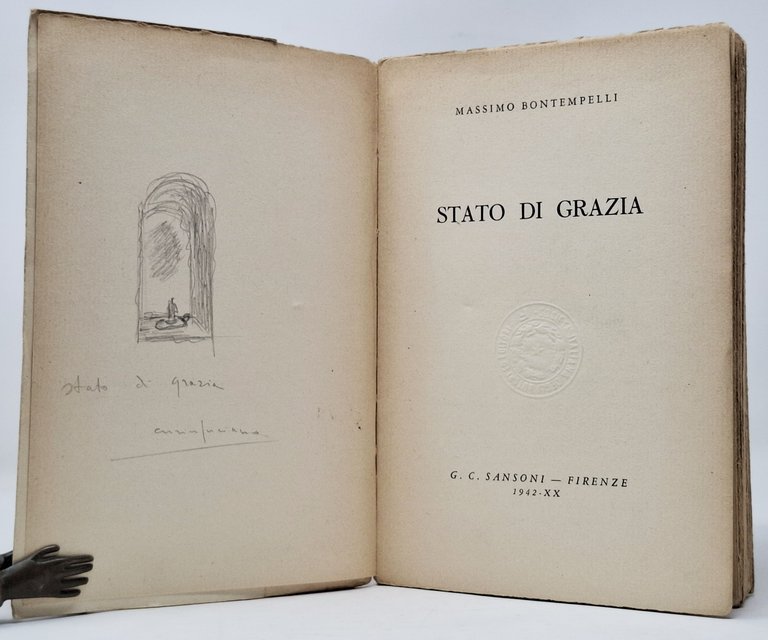 stato di grazia
MASSIMO BONTEMPELLI
STATO DI GRAZIA
G. C. SANSONI — FIRENZE
1942-XX